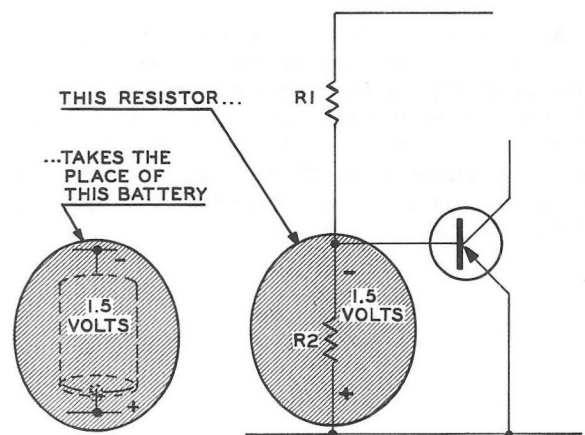 THIS RESISTOR...
...TAKES THE
PLACE OF
THIS BATTERY
R1
-
1.5
VOLTS
+
-
1.5
VOLTS
R2
+